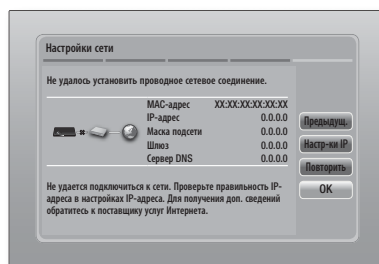 Настройки сети
Не удалось установить проводное сетевое соединение.
MAC-адрес XX:XX:XX:XX:XX:XX
IP-адрес 0.0.0.0
Маска подсети 0.0.0.0
Шлюз 0.0.0.0
Сервер DNS 0.0.0.0
Предыдущ.
Настр-ки IP
Повторить
OK
Не удается подключиться к сети. Проверьте правильность IP-
адреса в настройках IP-адреса. Для получения доп. сведений
обратитесь к поставщику услуг Интернета.